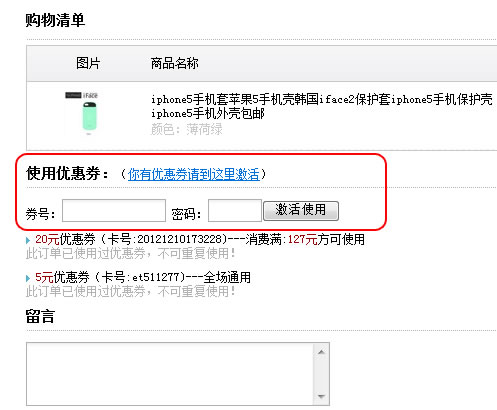 购物清单
图片 商品名称
iface
iphone5手机套苹果5手机壳韩国iface2保护套iphone5手机保护壳
iphone5手机外壳包邮
颜色：薄荷绿
使用优惠券：（你有优惠券请到这里激活）
券号： 密码： 激活使用
20元优惠券（卡号:20121210173228)---消费满:127元方可使用
此订单已使用过优惠券，不可重复使用！
5元优惠券（卡号:et511277)---全场通用
此订单已使用过优惠券，不可重复使用！
留言